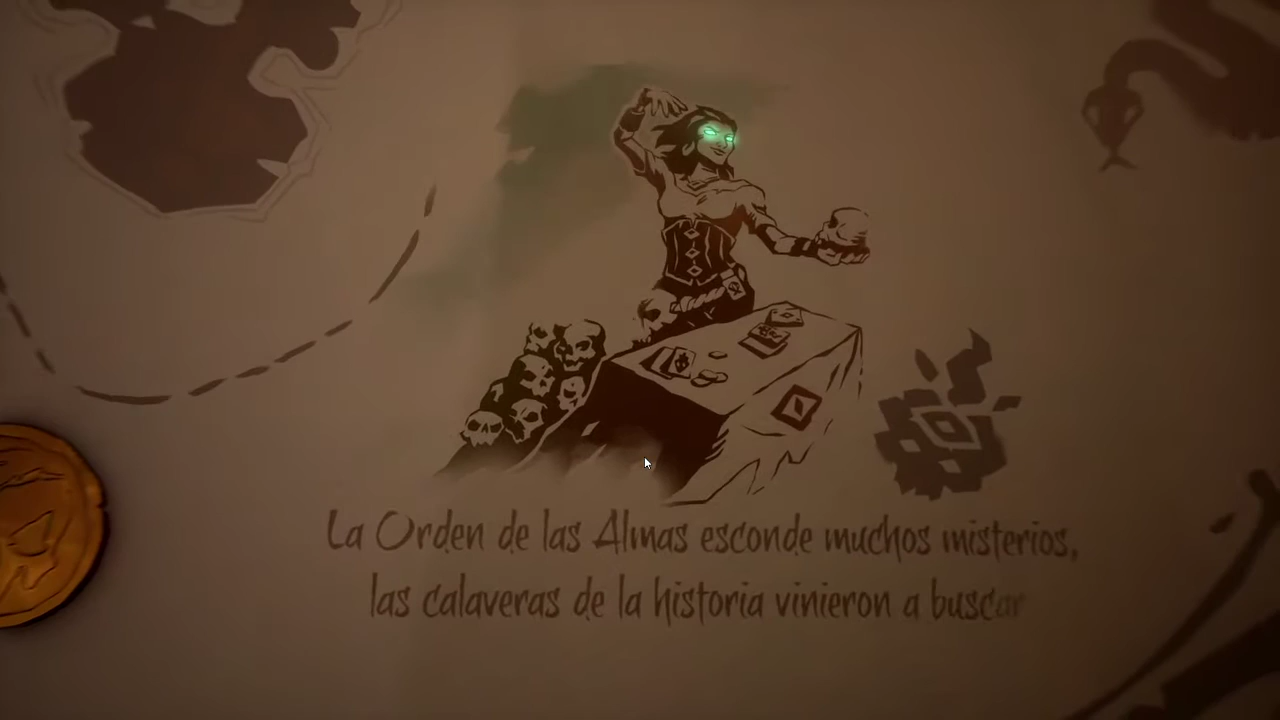 La Orden de las Almas esconde muchos misterios,
las calaveras de la historia vinieron a buscar